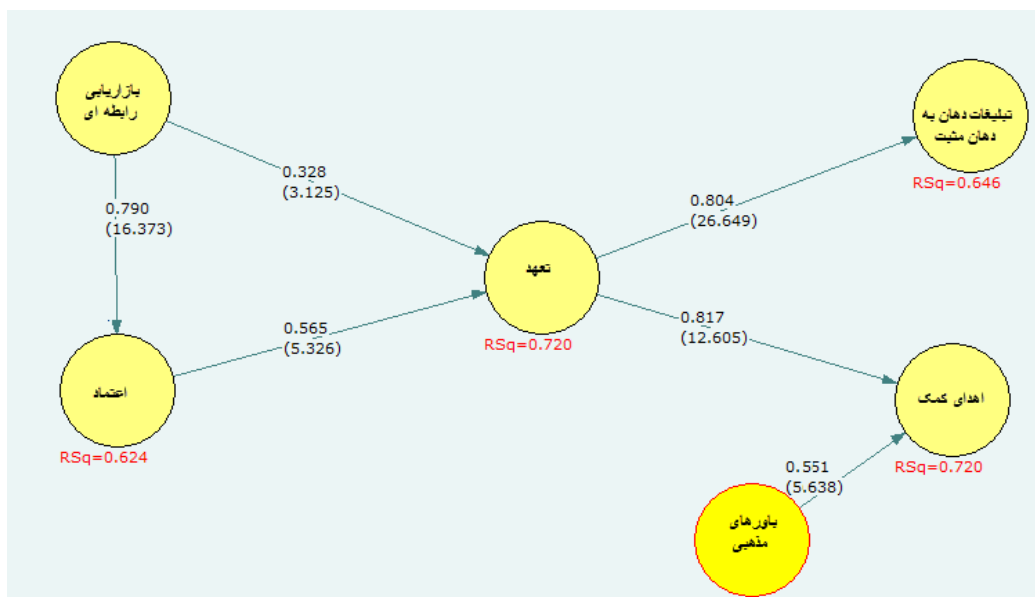 بازاریابی
رابطه ای
تبلیغات دهان به
دهان مثبت
RSq=0.646
0.328
(3.125)
0.790
(16.373)
0.804
(26.649)
تعهد
RSq=0.720
0.565
(5.326)
0.817
(12.605)
اعتماد
RSq=0.624
اهدای کمک
RSq=0.720
0.551
(5.638)
باورهای
مذهبی